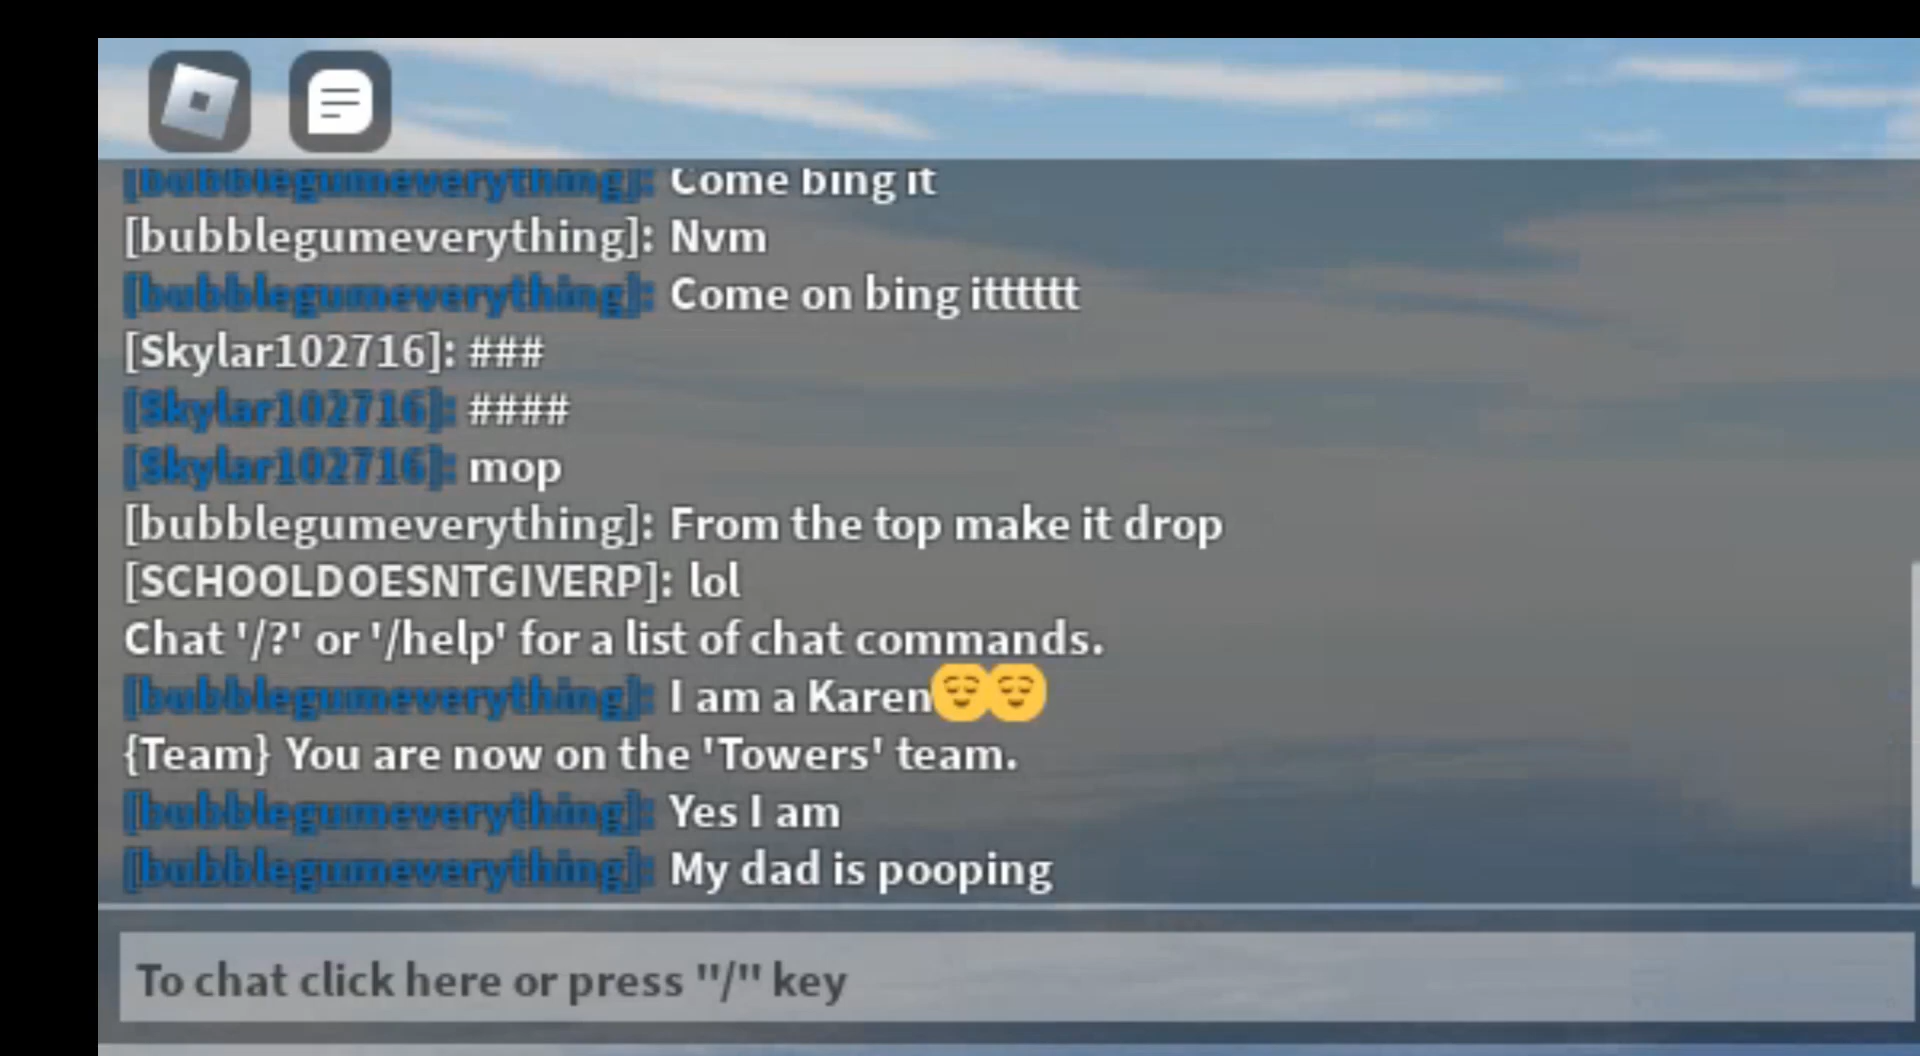 [bubblegumeverything]: Come bing it
[bubblegumeverything]: Nvm
[bubblegumeverything]: Come on bing ittttttt
[Skylar102716]: ###
[Skylar102716]: ####
[Skylar102716]: mop
[bubblegumeverything]: From the top make it drop
[SCHOOLDOESNTGIVERP]: lol
Chat '/?' or '/help' for a list of chat commands.
[bubblegumeverything]: I am a Karen😌😌
{Team} You are now on the 'Towers' team.
[bubblegumeverything]: Yes I am
[bubblegumeverything]: My dad is pooping
To chat click here or press "/" key